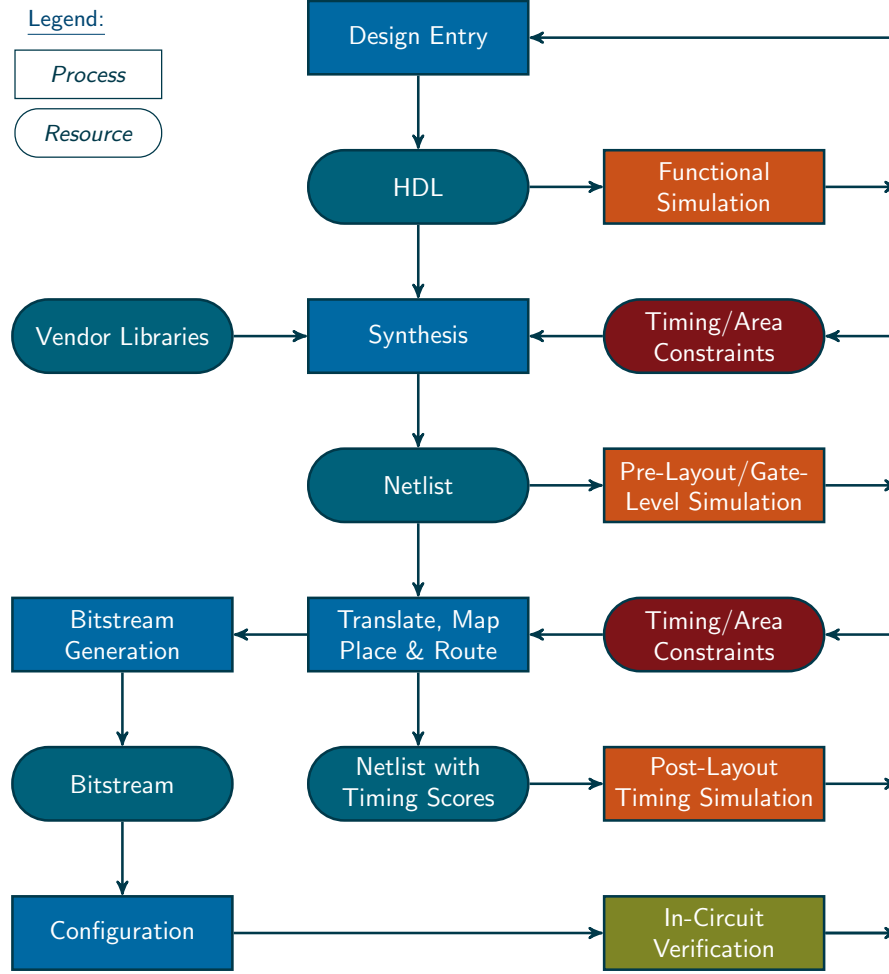 Legend:
Process
Resource
Design Entry
HDL
Functional
Simulation
Vendor Libraries
Synthesis
Timing/Area
Constraints
Netlist
Pre-Layout/Gate-
Level Simulation
Bitstream
Generation
Translate, Map
Place & Route
Timing/Area
Constraints
Bitstream
Netlist with
Timing Scores
Post-Layout
Timing Simulation
Configuration
In-Circuit
Verification